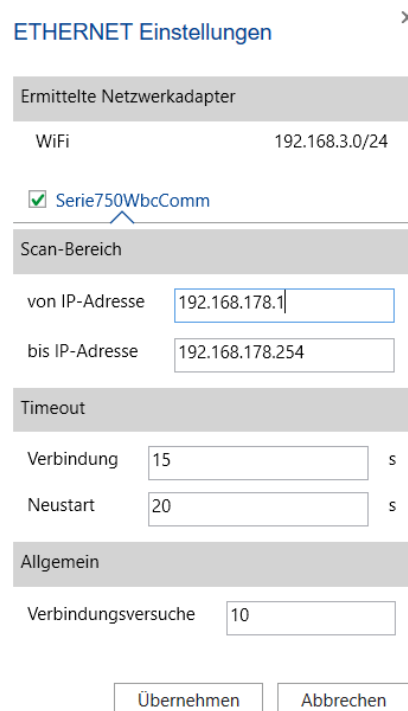 ETHERNET Einstellungen
Ermittelte Netzwerkadapter
WiFi 192.168.3.0/24
Serie750WbcComm
Scan-Bereich
von IP-Adresse 192.168.178.1
bis IP-Adresse 192.168.178.254
Timeout
Verbindung 15 s
Neustart 20 s
Allgemein
Verbindungsversuche 10
Übernehmen Abbrechen